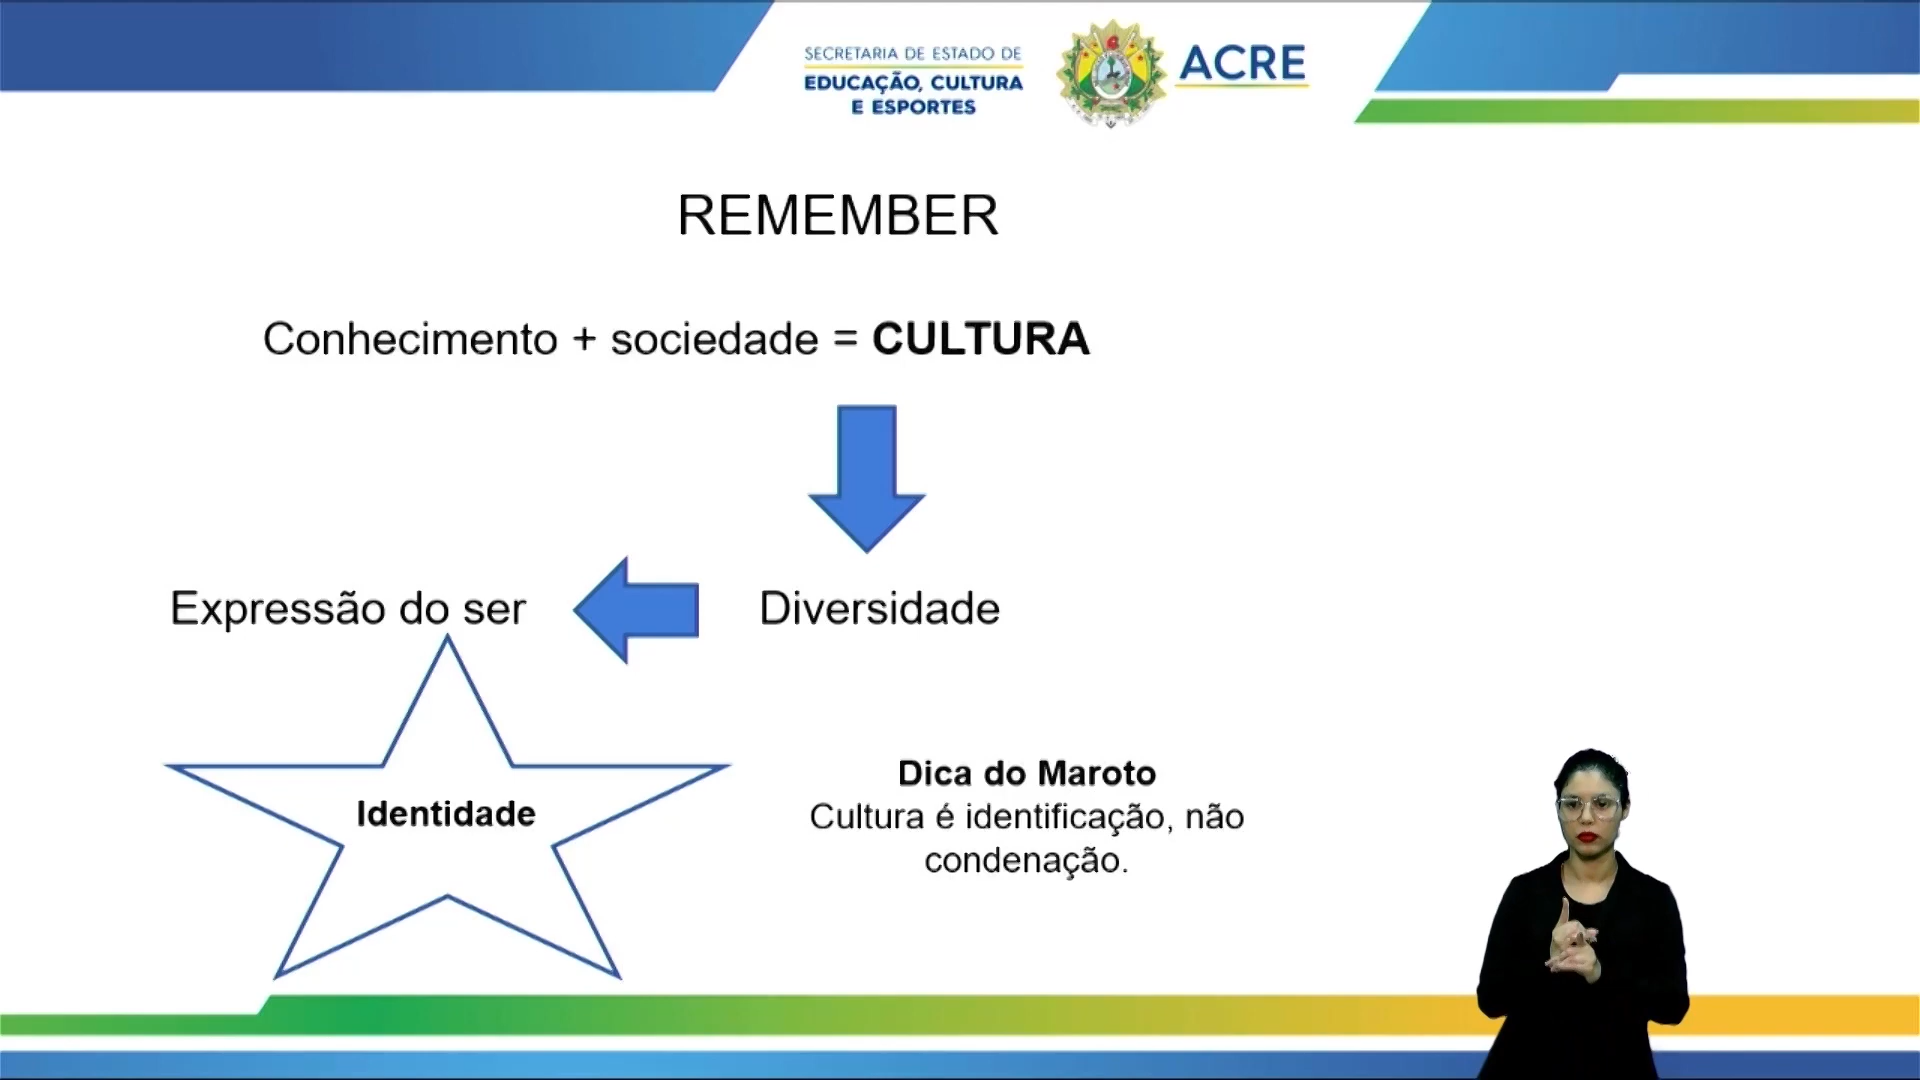 SECRETARIA DE ESTADO DE
EDUCAÇÃO, CULTURA
E ESPORTES
ACRE
REMEMBER
Conhecimento + sociedade = CULTURA
Expressão do ser
Diversidade
Identidade
Dica do Maroto
Cultura é identificação, não
condenação.